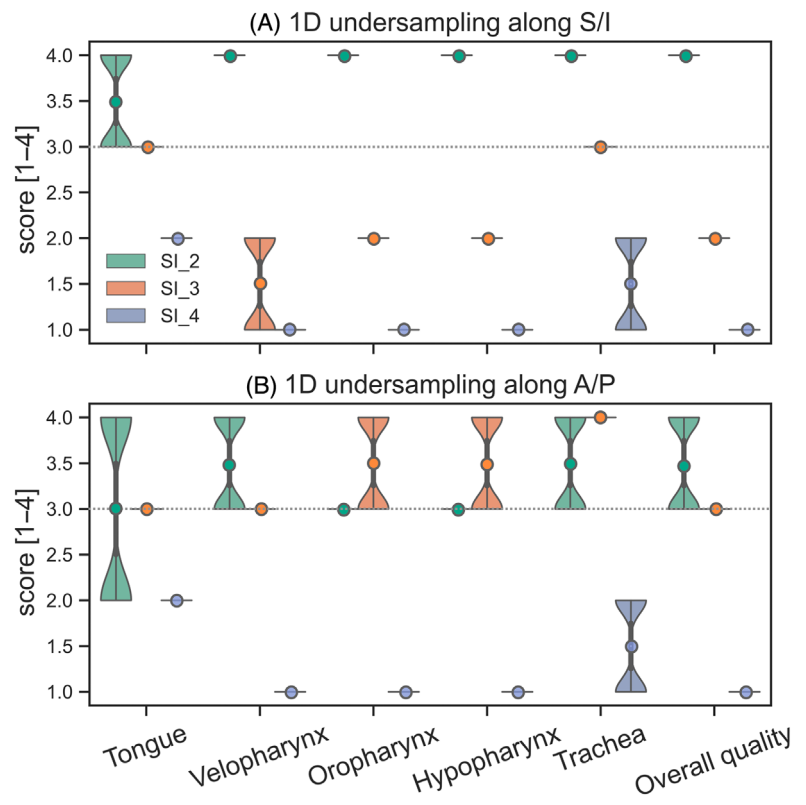 (A) 1D undersampling along S/I
score [1–4]
4.0
3.5
3.0
2.0
1.5
1.0
SI_2
SI_3
SI_4
(B) 1D undersampling along A/P
score [1–4]
4.0
3.5
3.0
2.5
2.0
1.5
1.0
Tongue
Velopharynx
Oropharynx
Hypopharynx
Trachea
Overall quality